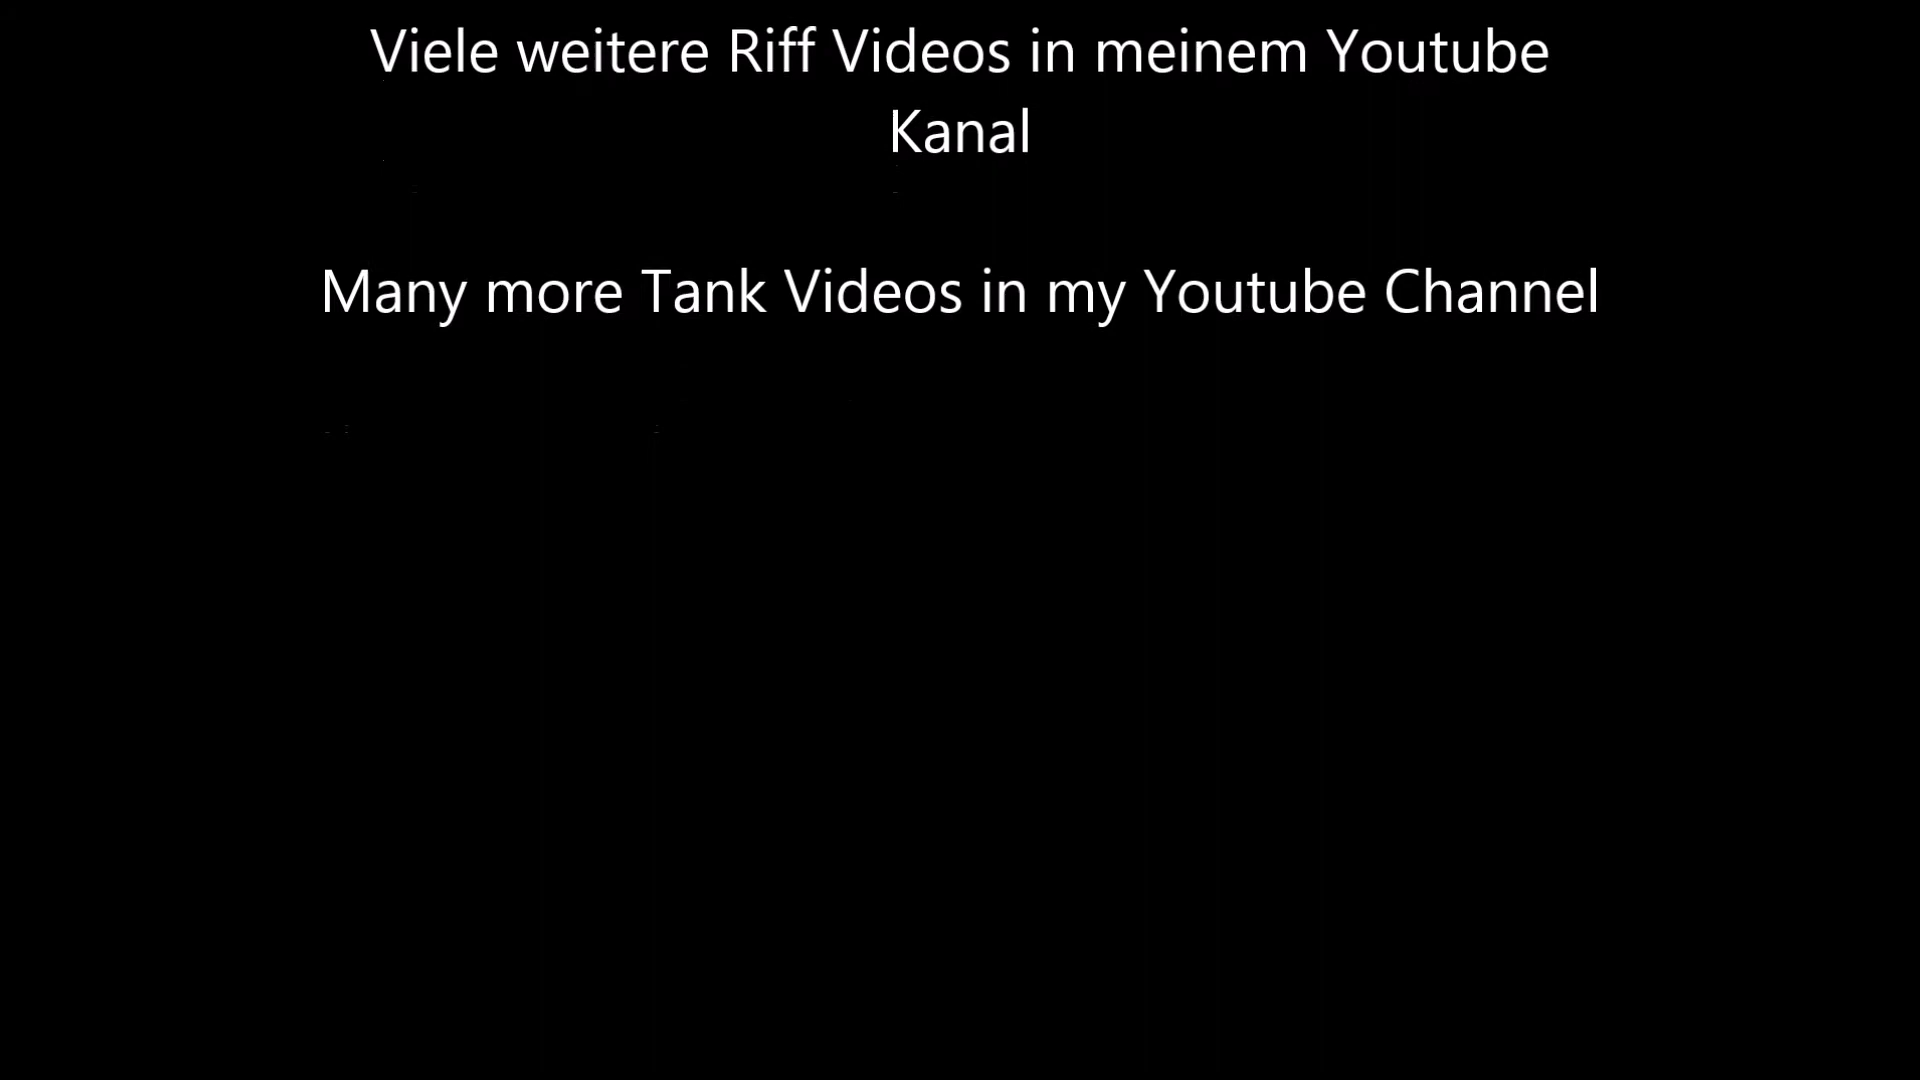 Viele weitere Riff Videos in meinem Youtube
Kanal
Many more Tank Videos in my Youtube Channel